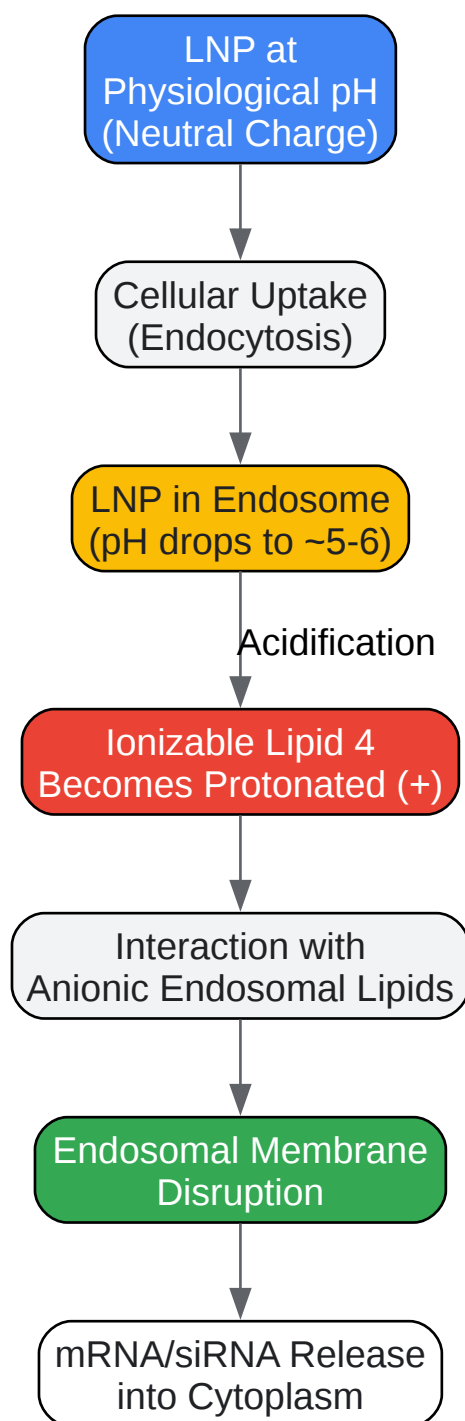 LNP at
Physiological pH
(Neutral Charge)
Cellular Uptake
(Endocytosis)
LNP in Endosome
(pH drops to ~5-6)
Acidification
Ionizable Lipid 4
Becomes Protonated (+)
Interaction with
Anionic Endosomal Lipids
Endosomal Membrane
Disruption
mRNA/siRNA Release
into Cytoplasm